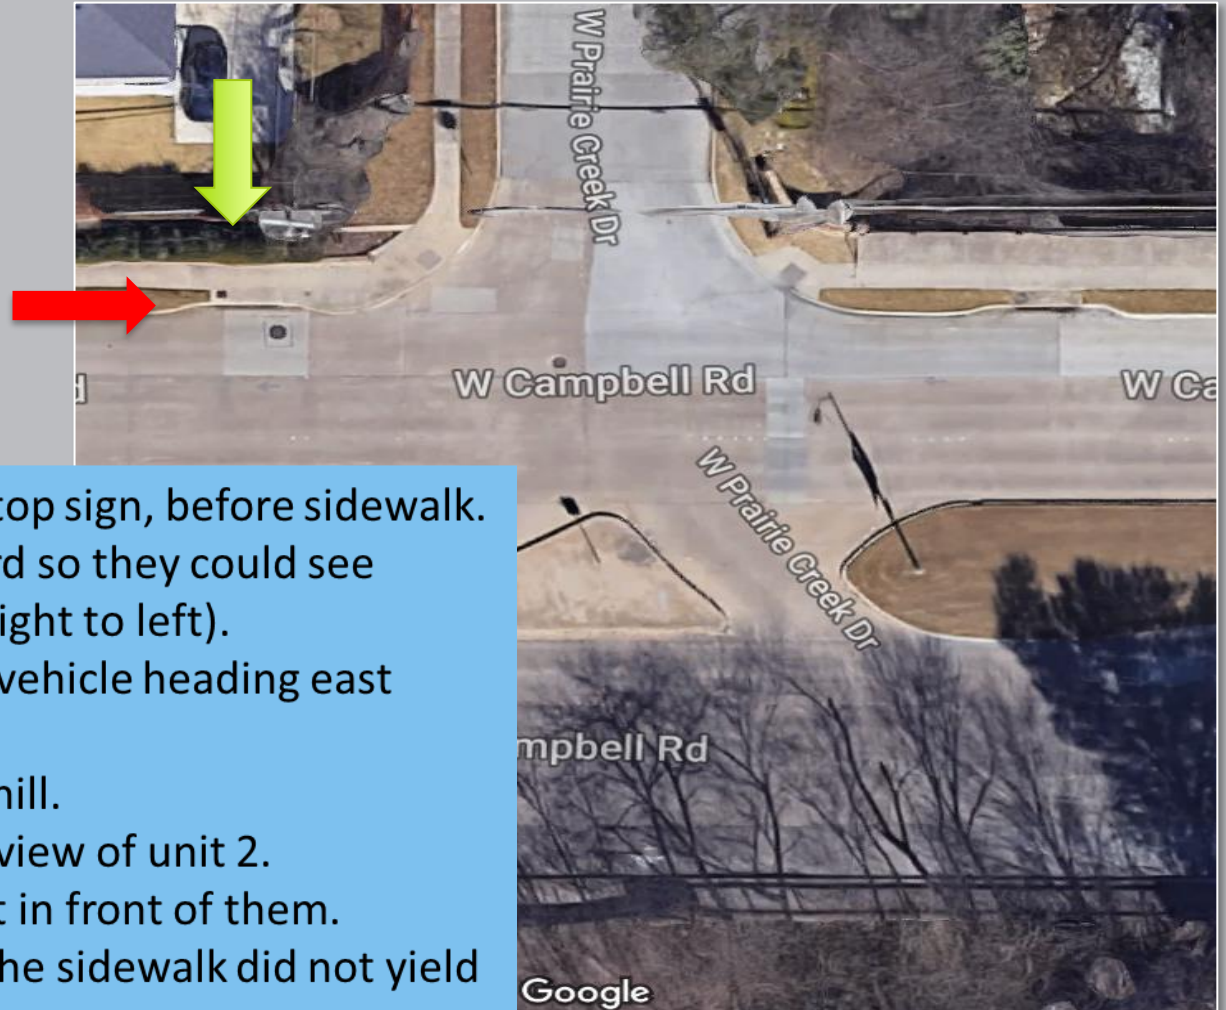 W Prairie Creek Dr
W Campbell Rd
W Ca
d
W Prairie Creek Dr
mpbell Rd
top sign, before sidewalk.
rd so they could see
ight to left).
vehicle heading east
hill.
view of unit 2.
t in front of them.
he sidewalk did not yield
Google